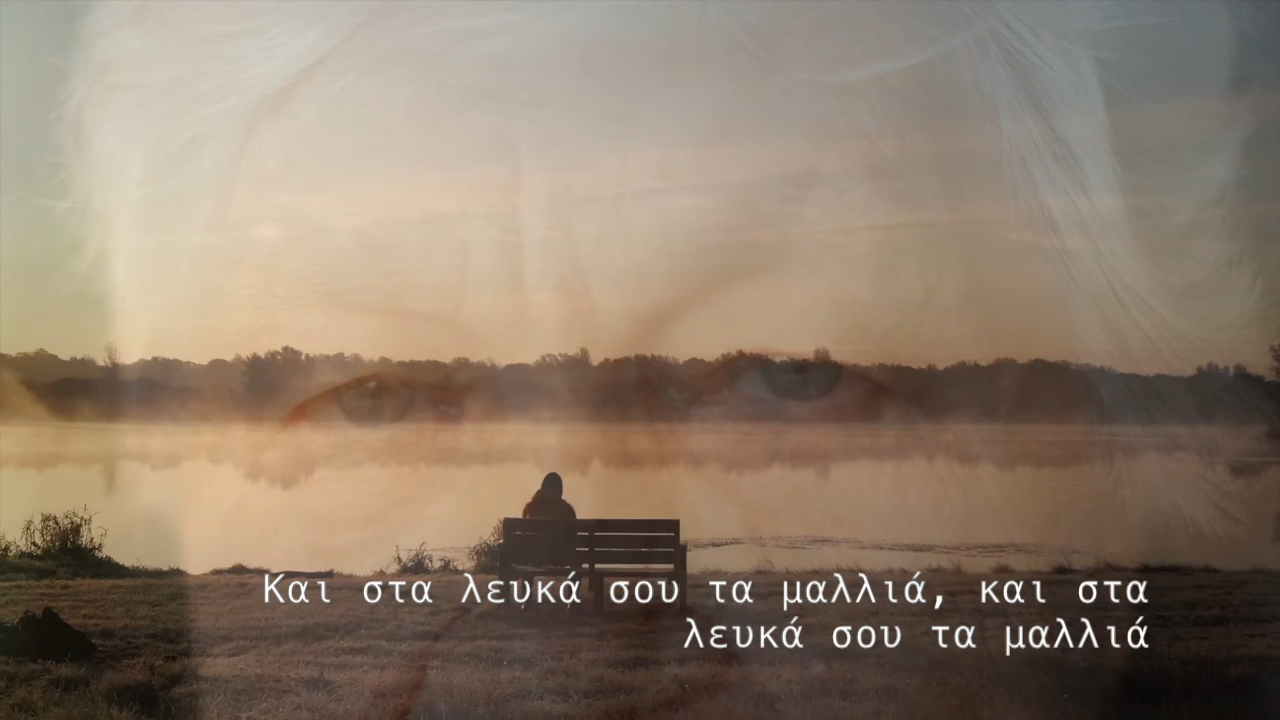 Και στα λευκά σου τα μαλλιά, και στα
λευκά σου τα μαλλιά